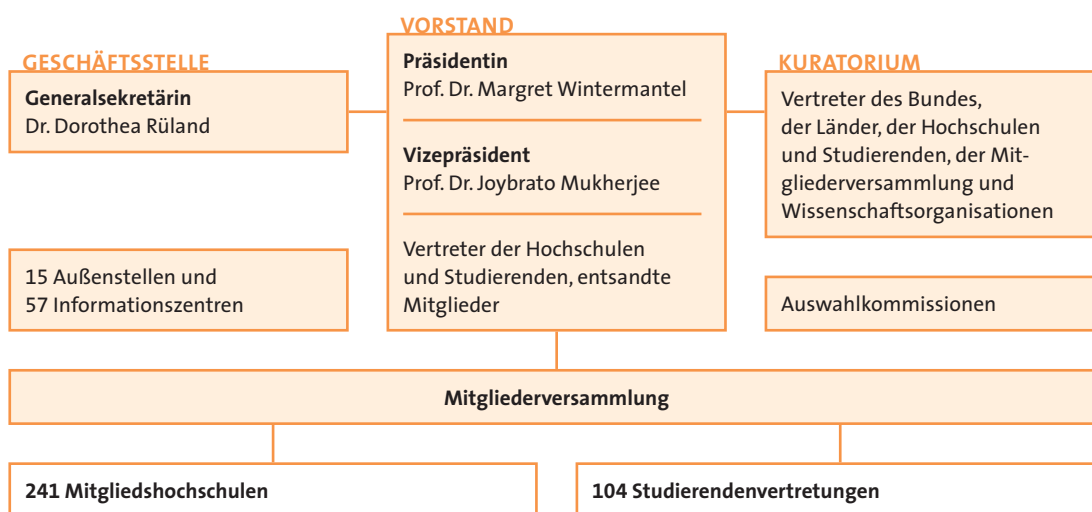 GESCHÄFTSSTELLE
Generalsekretärin
Dr. Dorothea Rüland
15 Außenstellen und
57 Informationszentren
VORSTAND
Präsidentin
Prof. Dr. Margret Wintermantel
Vizepräsident
Prof. Dr. Joybrato Mukherjee
Vertreter der Hochschulen
und Studierenden, entsandte
Mitglieder
KURATORIUM
Vertreter des Bundes,
der Länder, der Hochschulen
und Studierenden, der Mit-
gliederversammlung und
Wissenschaftsorganisationen
Auswahlkommissionen
Mitgliederversammlung
241 Mitgliedshochschulen
104 Studierendenvertretungen